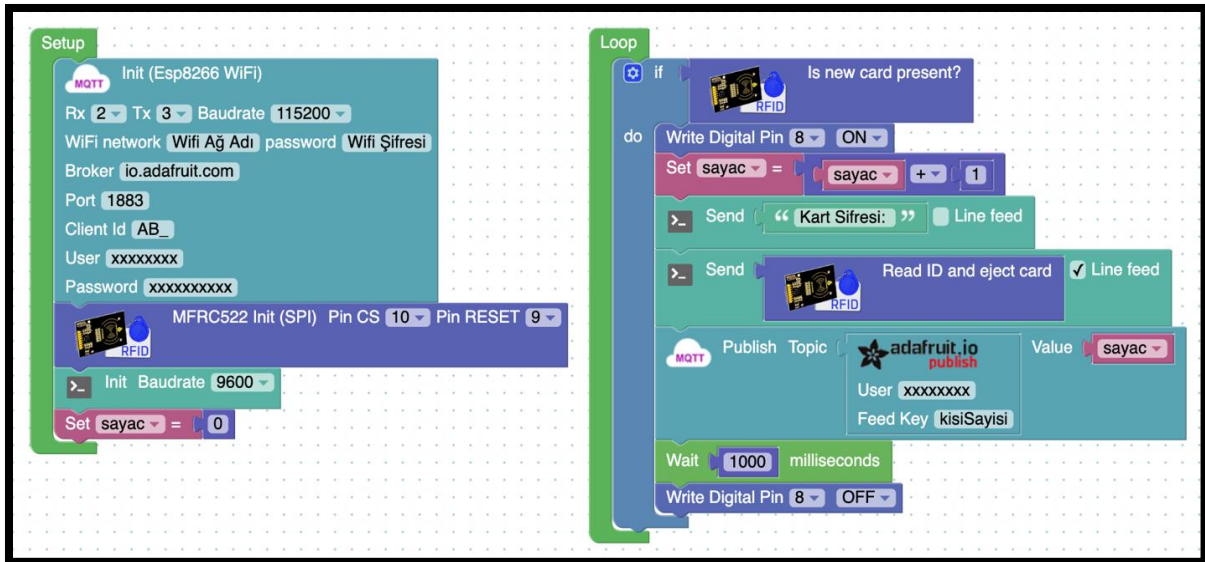 Setup
MQTT Init (Esp8266 WiFi)
Rx 2 Tx 3 Baudrate 115200
WiFi network Wifi Ağ Adı password Wifi Şifresi
Broker io.adafruit.com
Port 1883
Client Id AB_
User xxxxxxxx
Password xxxxxxxxxx
MFRC522 Init (SPI) Pin CS 10 Pin RESET 9
RFID
>_ Init Baudrate 9600
Set sayac = 0
Loop
if Is new card present?
RFID
do Write Digital Pin 8 ON
Set sayac = sayac + 1
>_ Send “ Kart Sifresi: ” Line feed
>_ Send Read ID and eject card Line feed
RFID
MQTT Publish Topic adafruit.io Value sayac
publish
User xxxxxxxx
Feed Key kisiSayisi
Wait 1000 milliseconds
Write Digital Pin 8 OFF